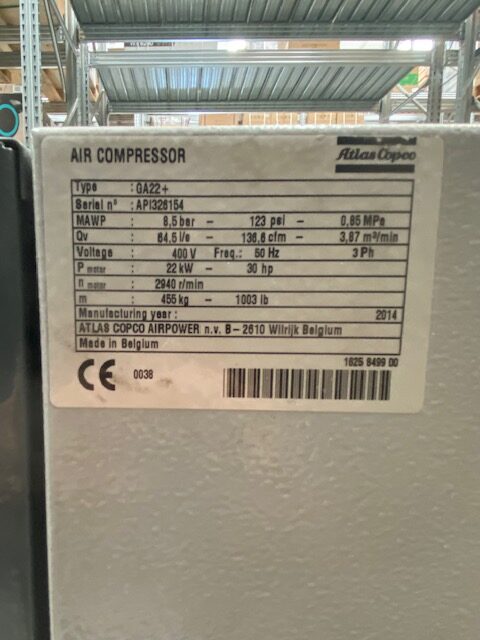 AIR COMPRESSOR
Atlas Copco
Type : GA22+
Serial n° : API326154
MAWP : 8,5 bar – 123 psi – 0,85 MPa
Qv : 64,5 l/s – 136,6 cfm – 3,87 m³/min
Voltage : 400 V Freq.: 50 Hz 3 Ph
P motor : 22 kW – 30 hp
n motor : 2940 r/min
m : 455 kg – 1003 lb
Manufacturing year : 2014
ATLAS COPCO AIRPOWER n.v. B – 2610 Wilrijk Belgium
Made in Belgium
CE 0038
1625 8499 00